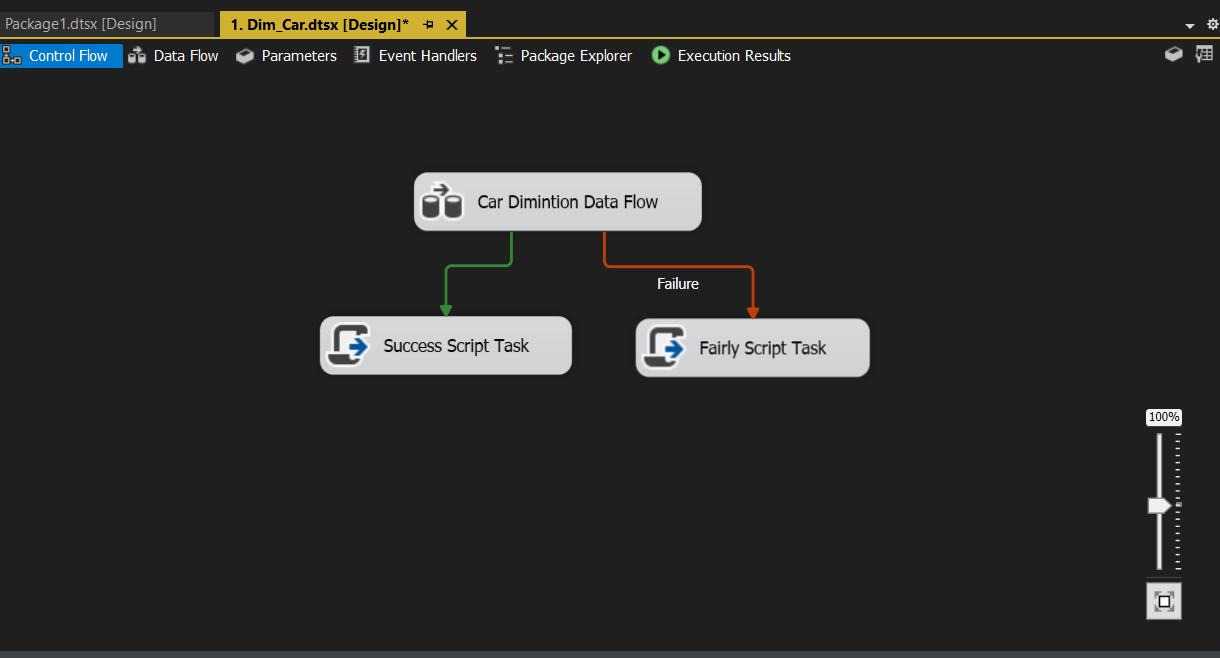 Package1.dtsx [Design]
1. Dim_Car.dtsx [Design]*
Control Flow
Data Flow
Parameters
Event Handlers
Package Explorer
Execution Results
Car Dimintion Data Flow
Failure
Success Script Task
Fairly Script Task
100%